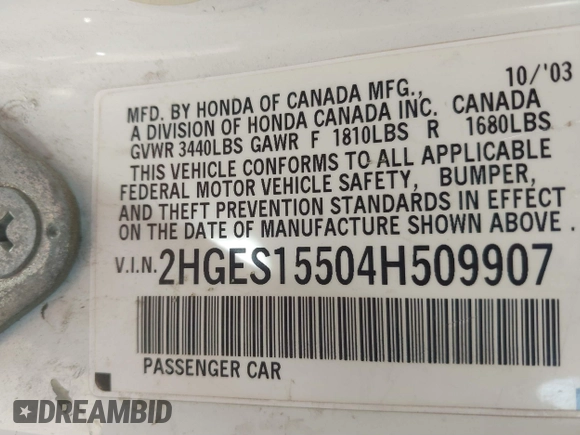 10/'03
MFD. BY HONDA OF CANADA MFG.,
A DIVISION OF HONDA CANADA INC. CANADA
GVWR 3440LBS GAWR F 1810LBS R 1680LBS
THIS VEHICLE CONFORMS TO ALL APPLICABLE
FEDERAL MOTOR VEHICLE SAFETY, BUMPER,
AND THEFT PREVENTION STANDARDS IN EFFECT
ON THE DATE OF MANUFACTURE SHOWN ABOVE .
V.I.N. 2HGES15504H509907
PASSENGER CAR
DREAMBID